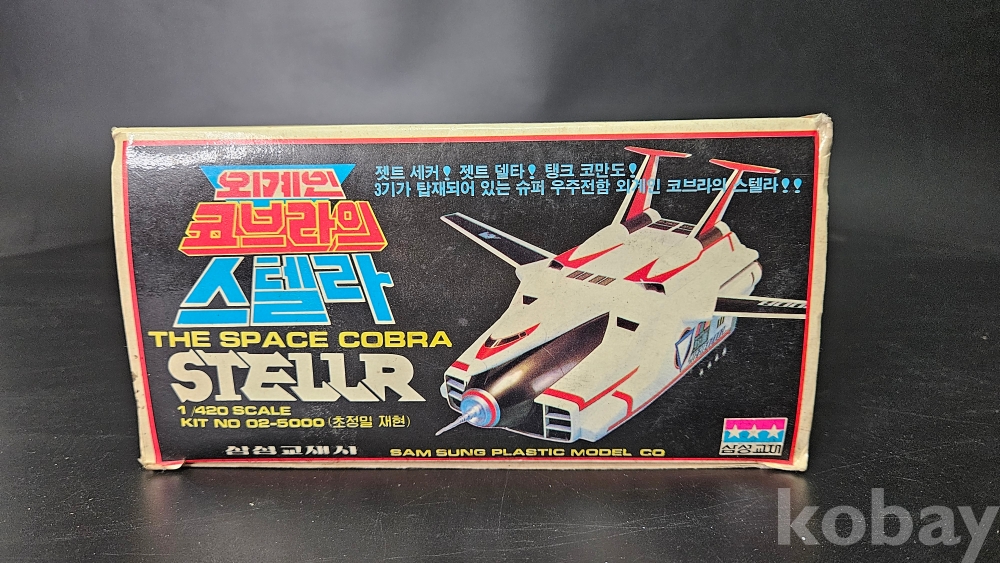 외계인
코브라의
스텔라
젯트 세커! 젯트 델타! 탱크 코만도!
3기가 탑재되어 있는 슈퍼 우주전함 외계인 코브라의 스텔라!!
THE SPACE COBRA
STELLR
1/420 SCALE
KIT NO 02-5000 (초정밀 재현)
삼성교재사
SAM SUNG PLASTIC MODEL CO
삼성교재사
kobay